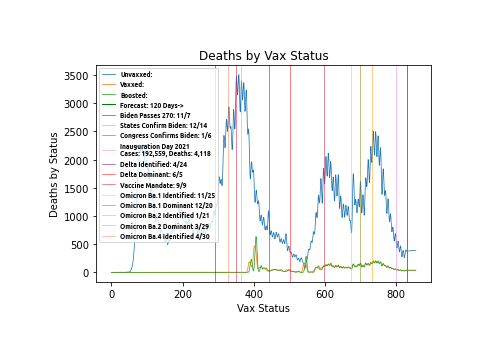 Deaths by Vax Status
Deaths by Status
3500
3000
2500
2000
1500
1000
500
0
Unvaxxed:
Vaxxed:
Boosted:
Forecast: 120 Days->
Biden Passes 270: 11/7
States Confirm Biden: 12/14
Congress Confirms Biden: 1/6
Inauguration Day 2021
Cases: 192,559, Deaths: 4,118
Delta Identified: 4/24
Delta Dominant: 6/5
Vaccine Mandate: 9/9
Omicron Ba.1 Identified: 11/25
Omicron Ba.1 Dominant 12/20
Omicron Ba.2 Identified 1/21
Omicron Ba.2 Dominant 3/29
Omicron Ba.4 Identified 4/30
0 200 400 600 800
Vax Status